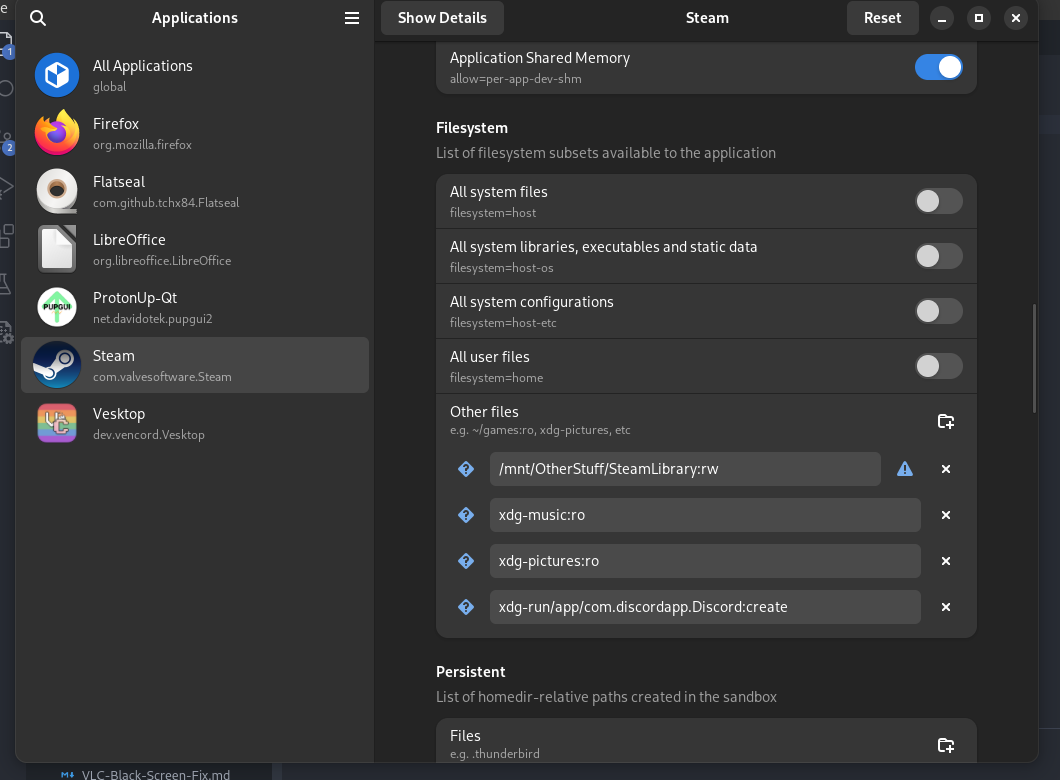 e
Applications
Show Details
Steam
Reset
1
2
All Applications
global
Firefox
org.mozilla.firefox
Flatseal
com.github.tchx84.Flatseal
LibreOffice
org.libreoffice.LibreOffice
ProtonUp-Qt
net.davidotek.pupgui2
PUPGUI
Steam
com.valvesoftware.Steam
Vesktop
dev.vencord.Vesktop
Application Shared Memory
allow=per-app-dev-shm
Filesystem
List of filesystem subsets available to the application
All system files
filesystem=host
All system libraries, executables and static data
filesystem=host-os
All system configurations
filesystem=host-etc
All user files
filesystem=home
Other files
e.g. ~/games:ro, xdg-pictures, etc
/mnt/OtherStuff/SteamLibrary:rw
xdg-music:ro
xdg-pictures:ro
xdg-run/app/com.discordapp.Discord:create
Persistent
List of homedir-relative paths created in the sandbox
Files
e.g. .thunderbird
VLC-Black-Screen-Fix.md